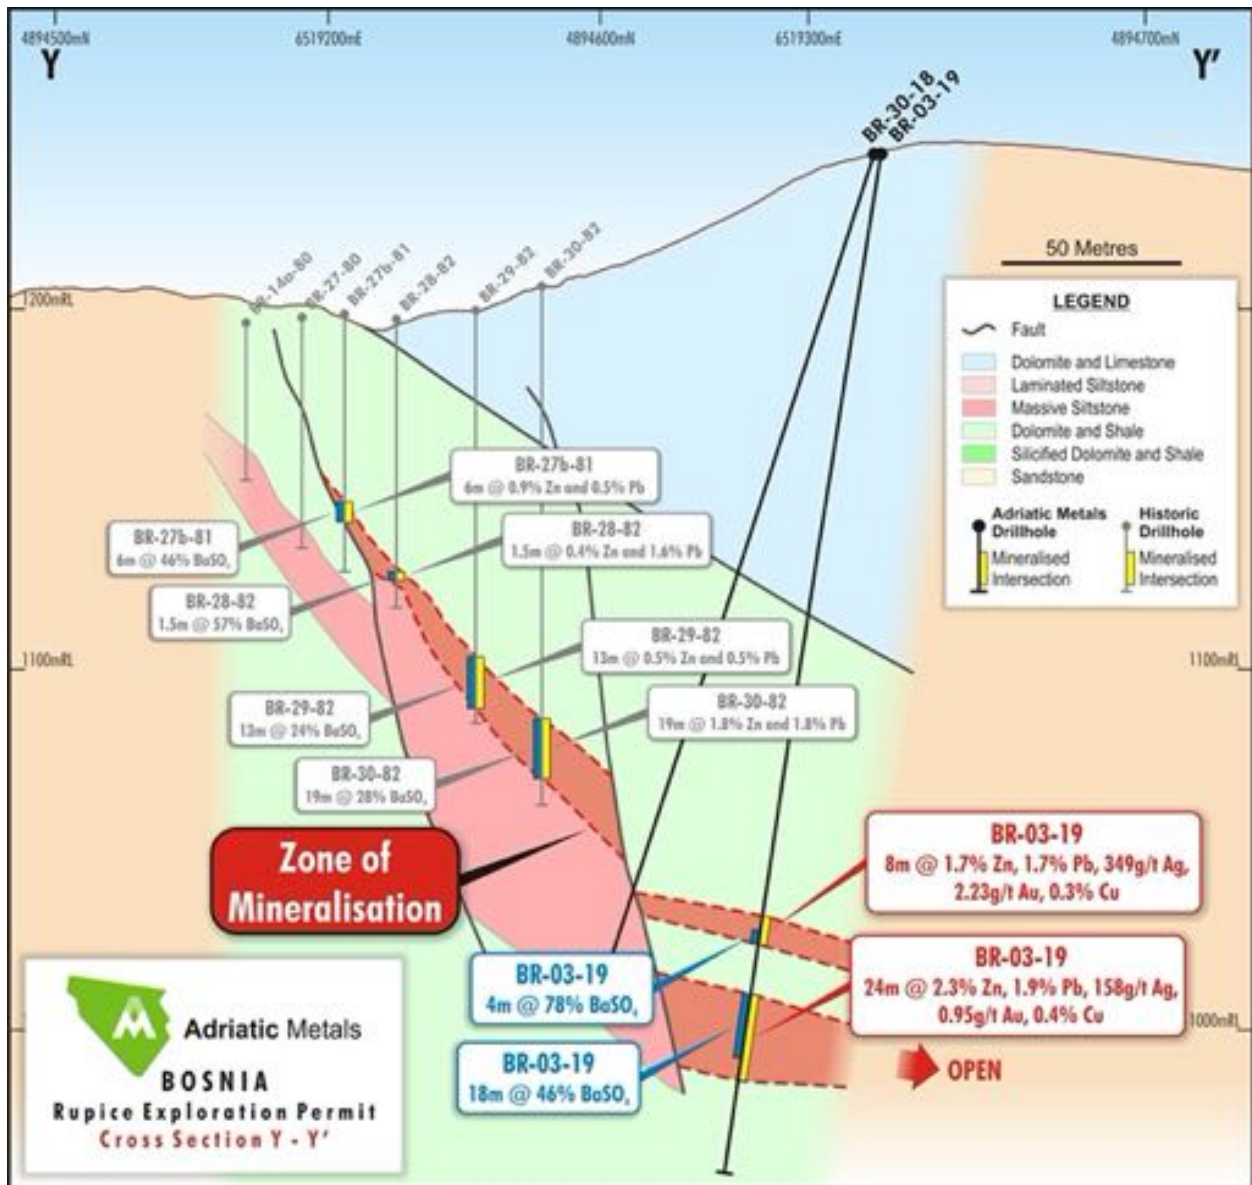 4894500mN
6519200mE
4894600mN
6519300mE
4894700mN
Y
Y'
BR-30-18
BR-03-19
BR-14a-80
BR-27-80
BR-27b-81
BR-28-82
BR-29-82
BR-30-82
50 Metres
1200mRL
LEGEND
Fault
Dolomite and Limestone
Laminated Siltstone
Massive Siltstone
Dolomite and Shale
Silicified Dolomite and Shale
Sandstone
Adriatic Metals
Drillhole
Mineralised
Intersection
Historic
Drillhole
Mineralised
Intersection
BR-27b-81
6m @ 0.9% Zn and 0.5% Pb
BR-28-82
1.5m @ 0.4% Zn and 1.6% Pb
BR-27b-81
6m @ 46% BaSO₄
BR-28-82
1.5m @ 57% BaSO₄
BR-29-82
13m @ 0.5% Zn and 0.5% Pb
1100mRL
1100mRL
BR-29-82
13m @ 24% BaSO₄
BR-30-82
19m @ 1.8% Zn and 1.8% Pb
BR-30-82
19m @ 28% BaSO₄
Zone of
Mineralisation
BR-03-19
8m @ 1.7% Zn, 1.7% Pb, 349g/t Ag,
2.23g/t Au, 0.3% Cu
BR-03-19
24m @ 2.3% Zn, 1.9% Pb, 158g/t Ag,
0.95g/t Au, 0.4% Cu
BR-03-19
4m @ 78% BaSO₄
1000mRL
BR-03-19
18m @ 46% BaSO₄
OPEN
Adriatic Metals
BOSNIA
Rupice Exploration Permit
Cross Section Y - Y'